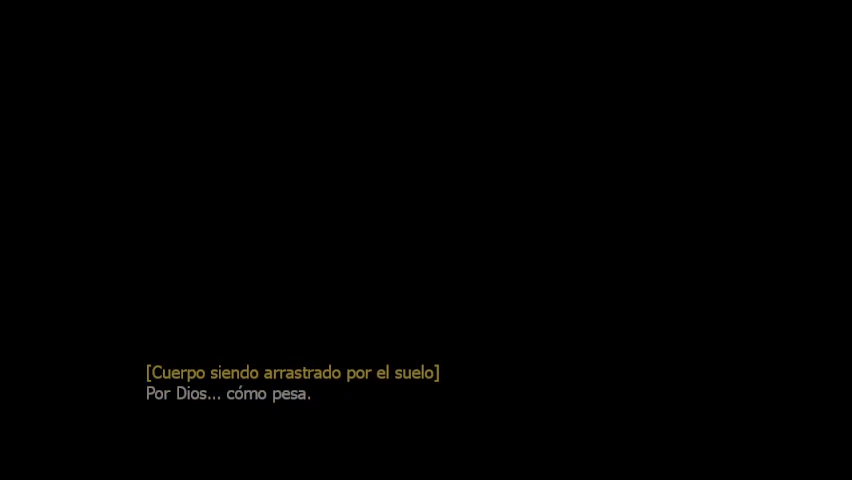 [Cuerpo siendo arrastrado por el suelo]
Por Dios... cómo pesa.